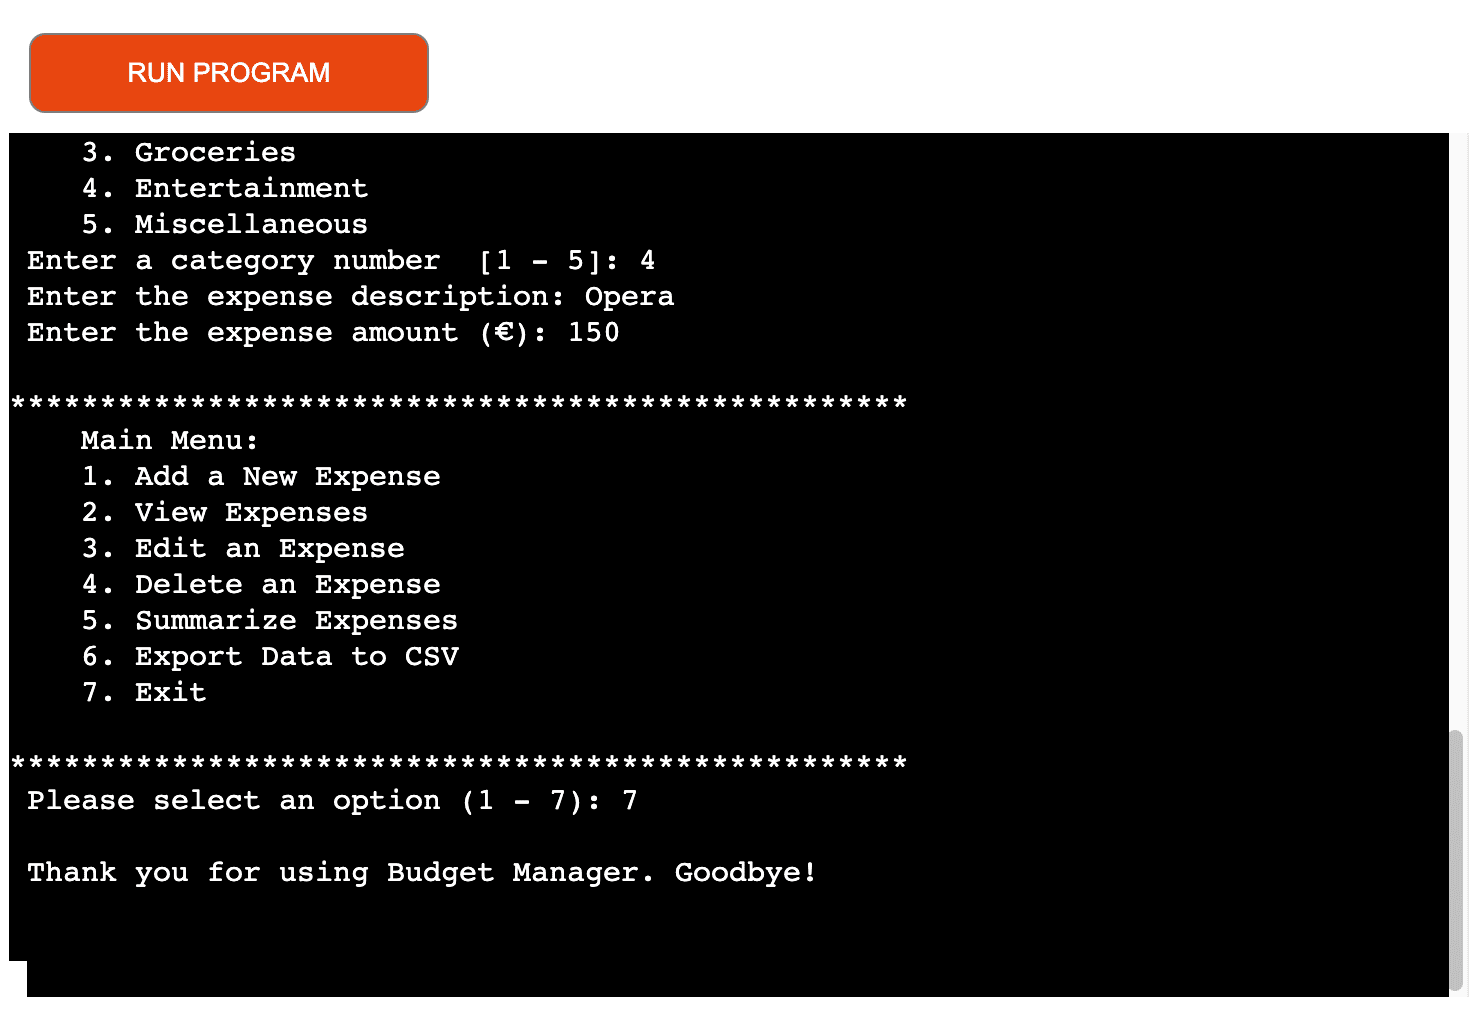 RUN PROGRAM
3. Groceries
4. Entertainment
5. Miscellaneous
Enter a category number  [1 - 5]: 4
Enter the expense description: Opera
Enter the expense amount (€): 150
**************************************************
Main Menu:
1. Add a New Expense
2. View Expenses
3. Edit an Expense
4. Delete an Expense
5. Summarize Expenses
6. Export Data to CSV
7. Exit
**************************************************
Please select an option (1 - 7): 7
Thank you for using Budget Manager. Goodbye!